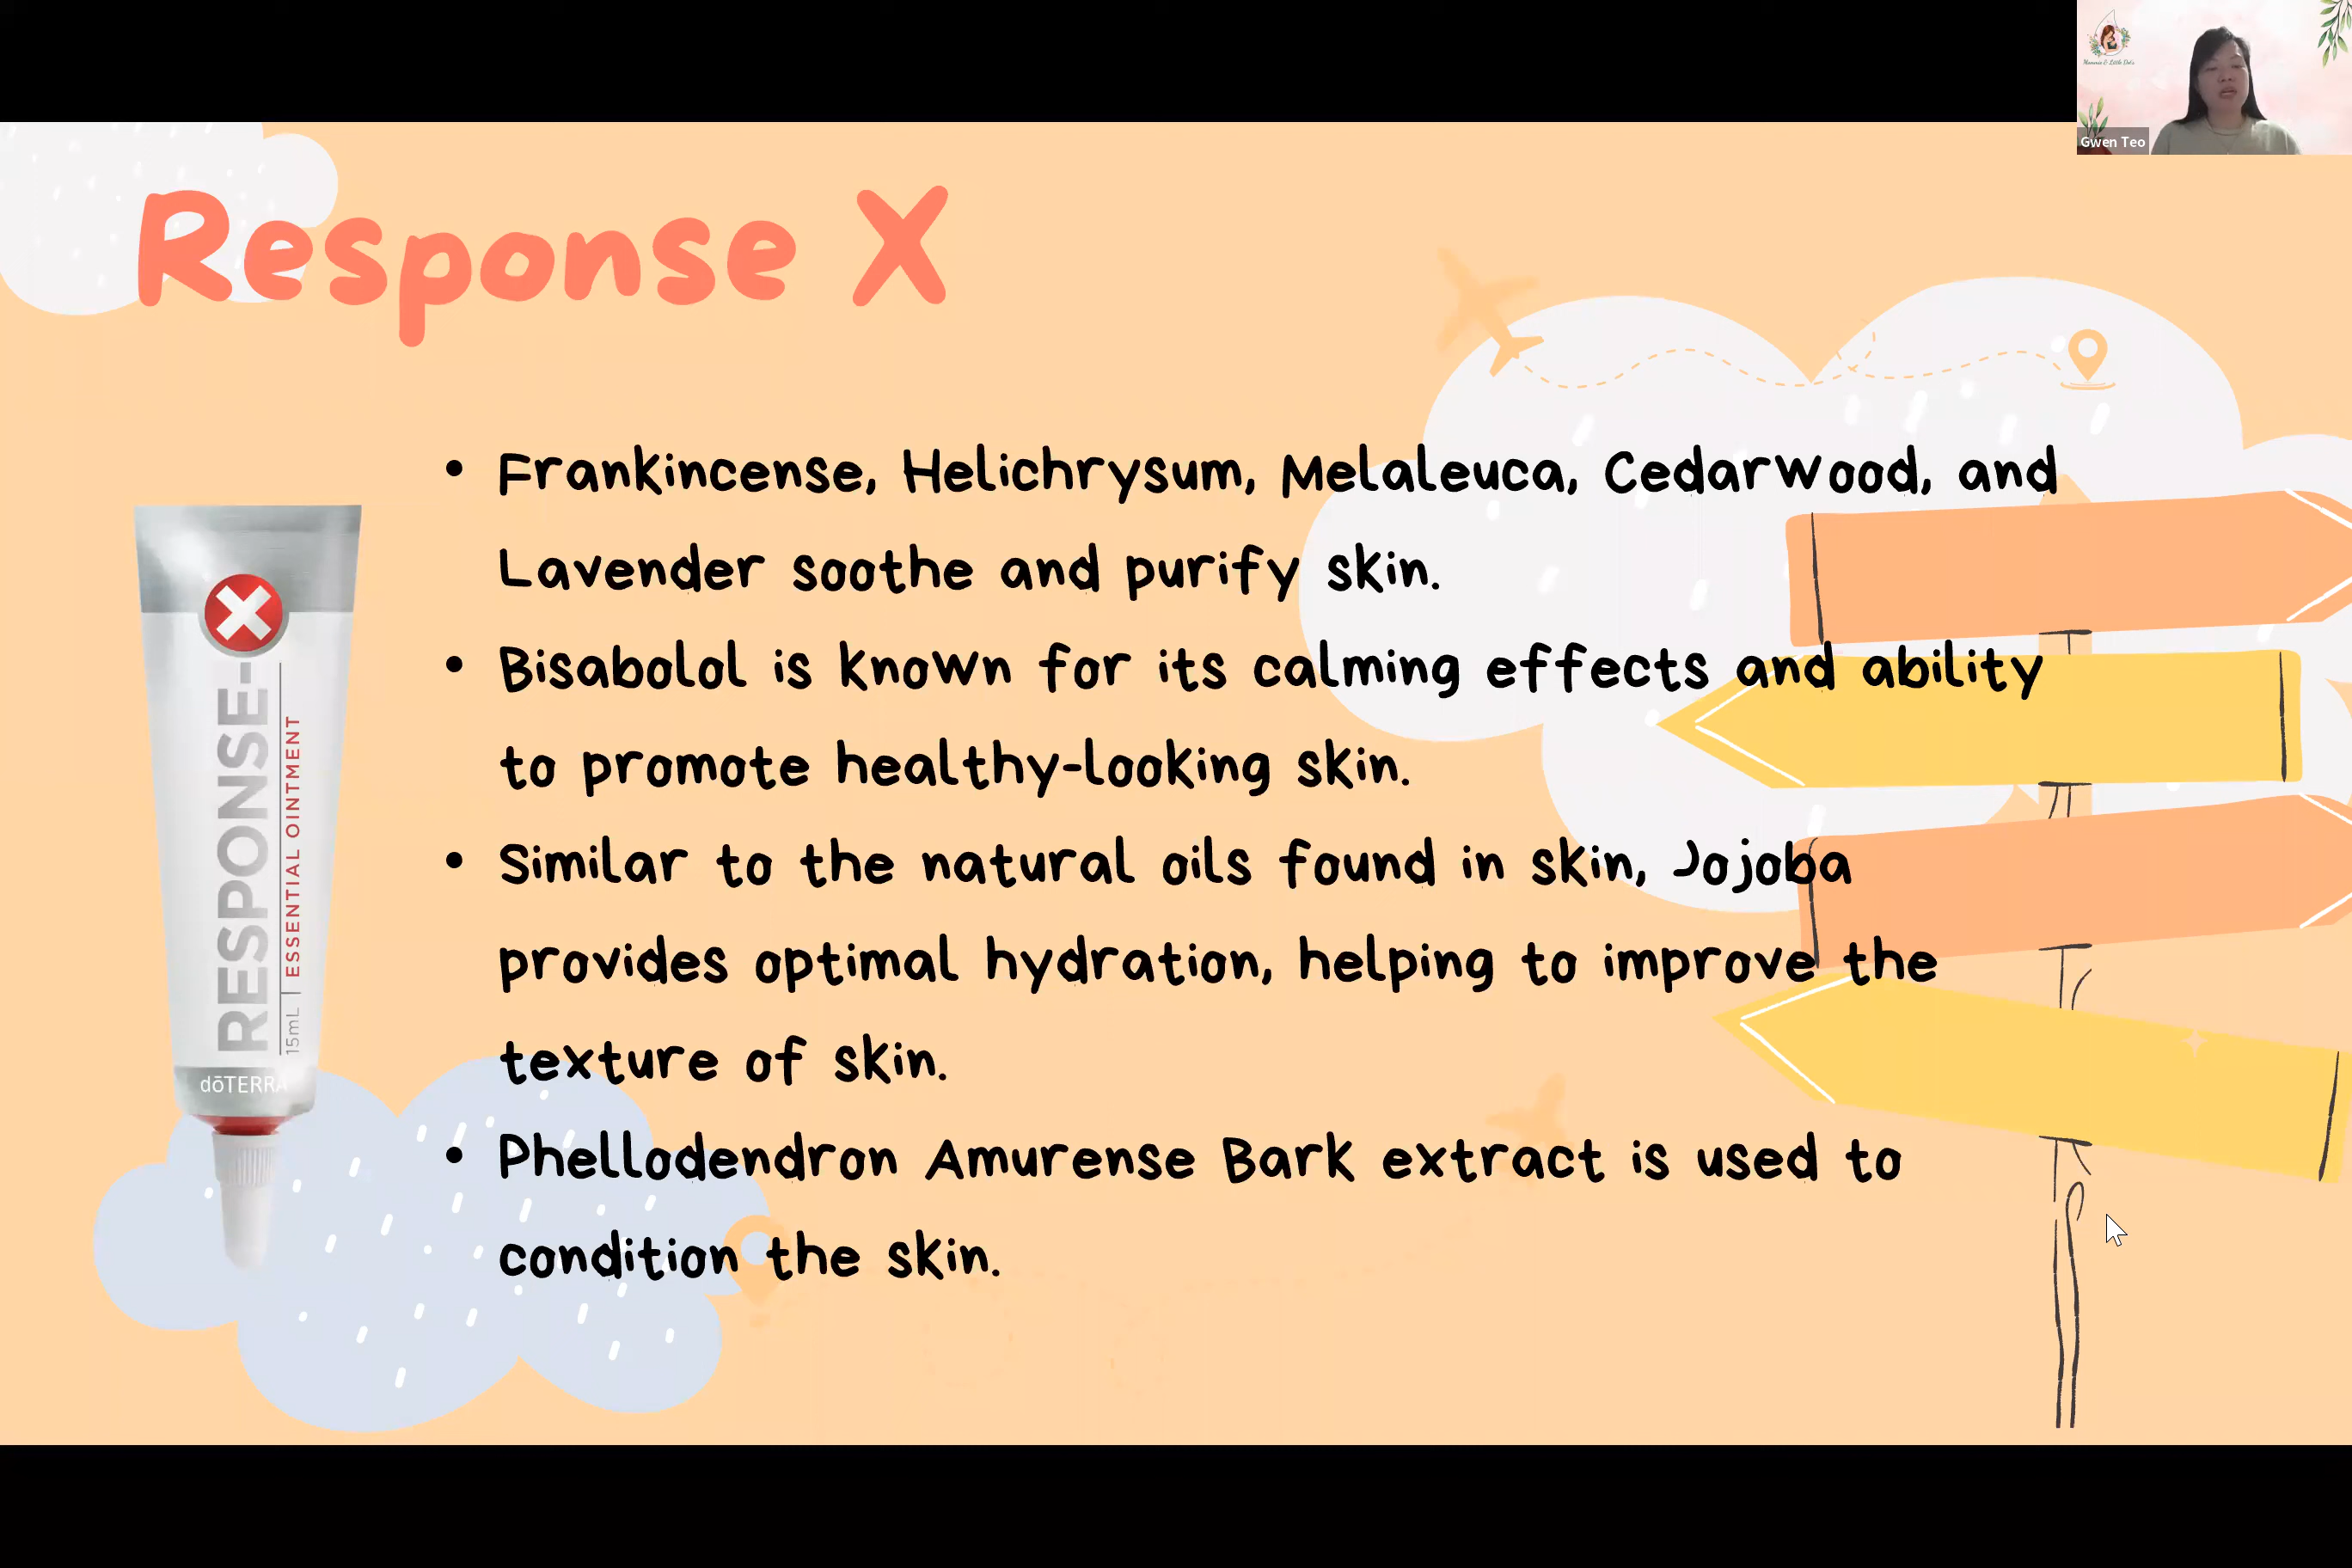 Response X
• Frankincense, Helichrysum, Melaleuca, Cedarwood, and
Lavender soothe and purify skin.
• Bisabolol is known for its calming effects and ability
to promote healthy-looking skin.
• Similar to the natural oils found in skin, Jojoba
provides optimal hydration, helping to improve the
texture of skin.
• Phellodendron Amurense Bark extract is used to
condition the skin.
RESPONSE-X
15mL | ESSENTIAL OINTMENT
dōTERRA
Gwen Teo